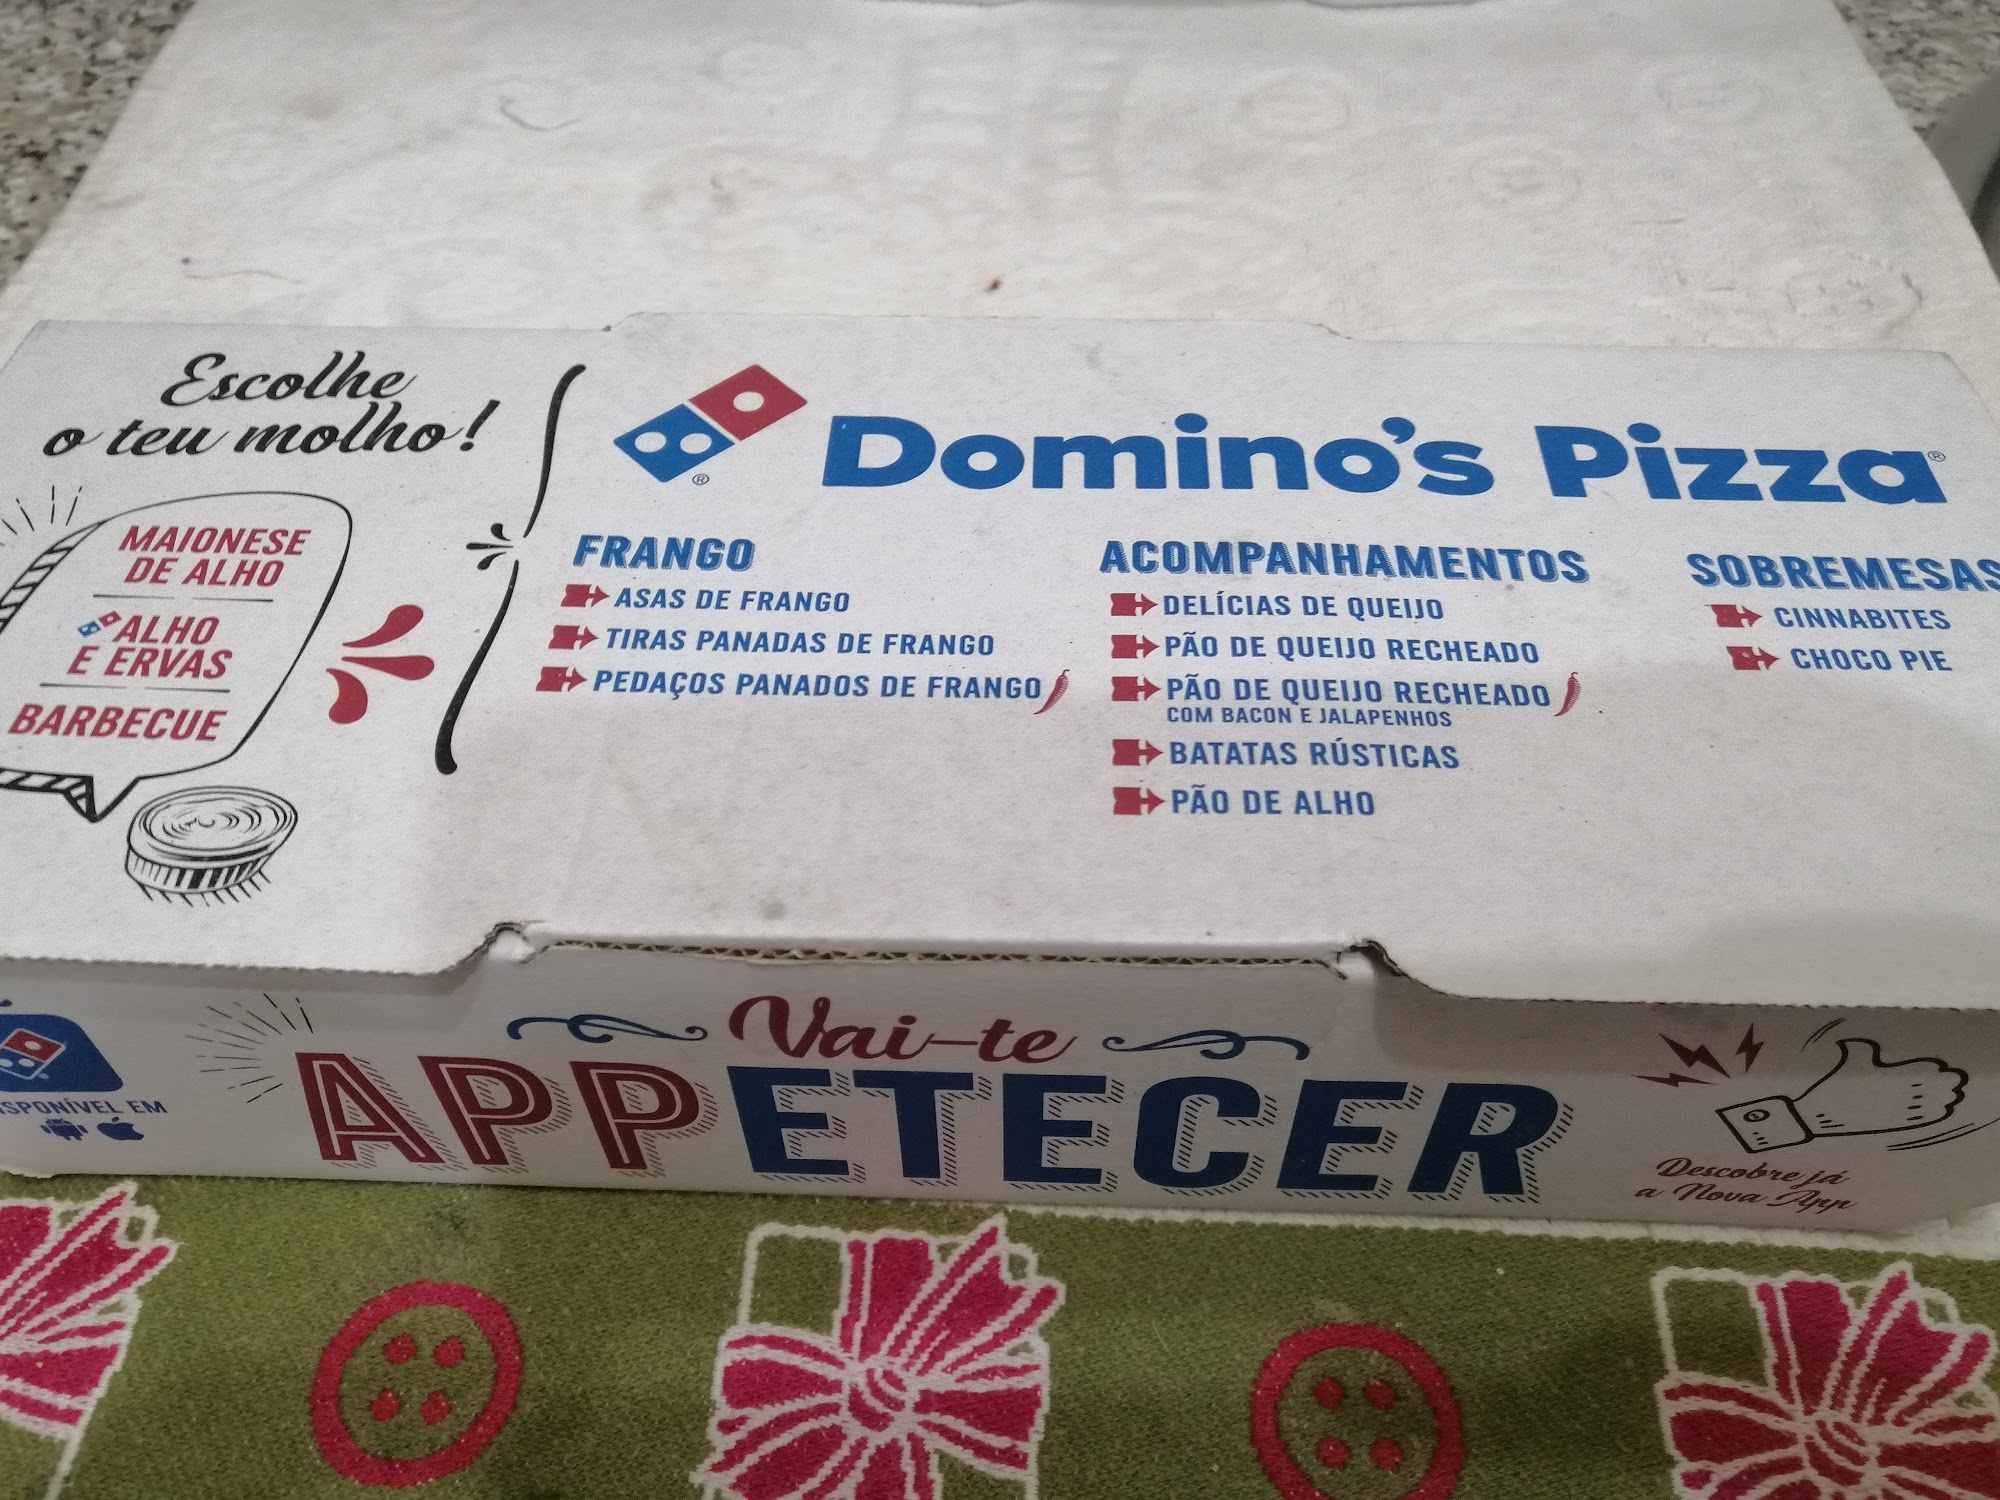 Escolhe
o teu molho!
MAIONESE
DE ALHO
ALHO
E ERVAS
BARBECUE
Domino's Pizza®
FRANGO
ASAS DE FRANGO
TIRAS PANADAS DE FRANGO
PEDAÇOS PANADOS DE FRANGO
ACOMPANHAMENTOS
DELÍCIAS DE QUEIJO
PÃO DE QUEIJO RECHEADO
PÃO DE QUEIJO RECHEADO
COM BACON E JALAPENHOS
BATATAS RÚSTICAS
PÃO DE ALHO
SOBREMESAS
CINNABITES
CHOCO PIE
ISPONÍVEL EM
Vai-te
APPETECER
Descobre já
a Nova App